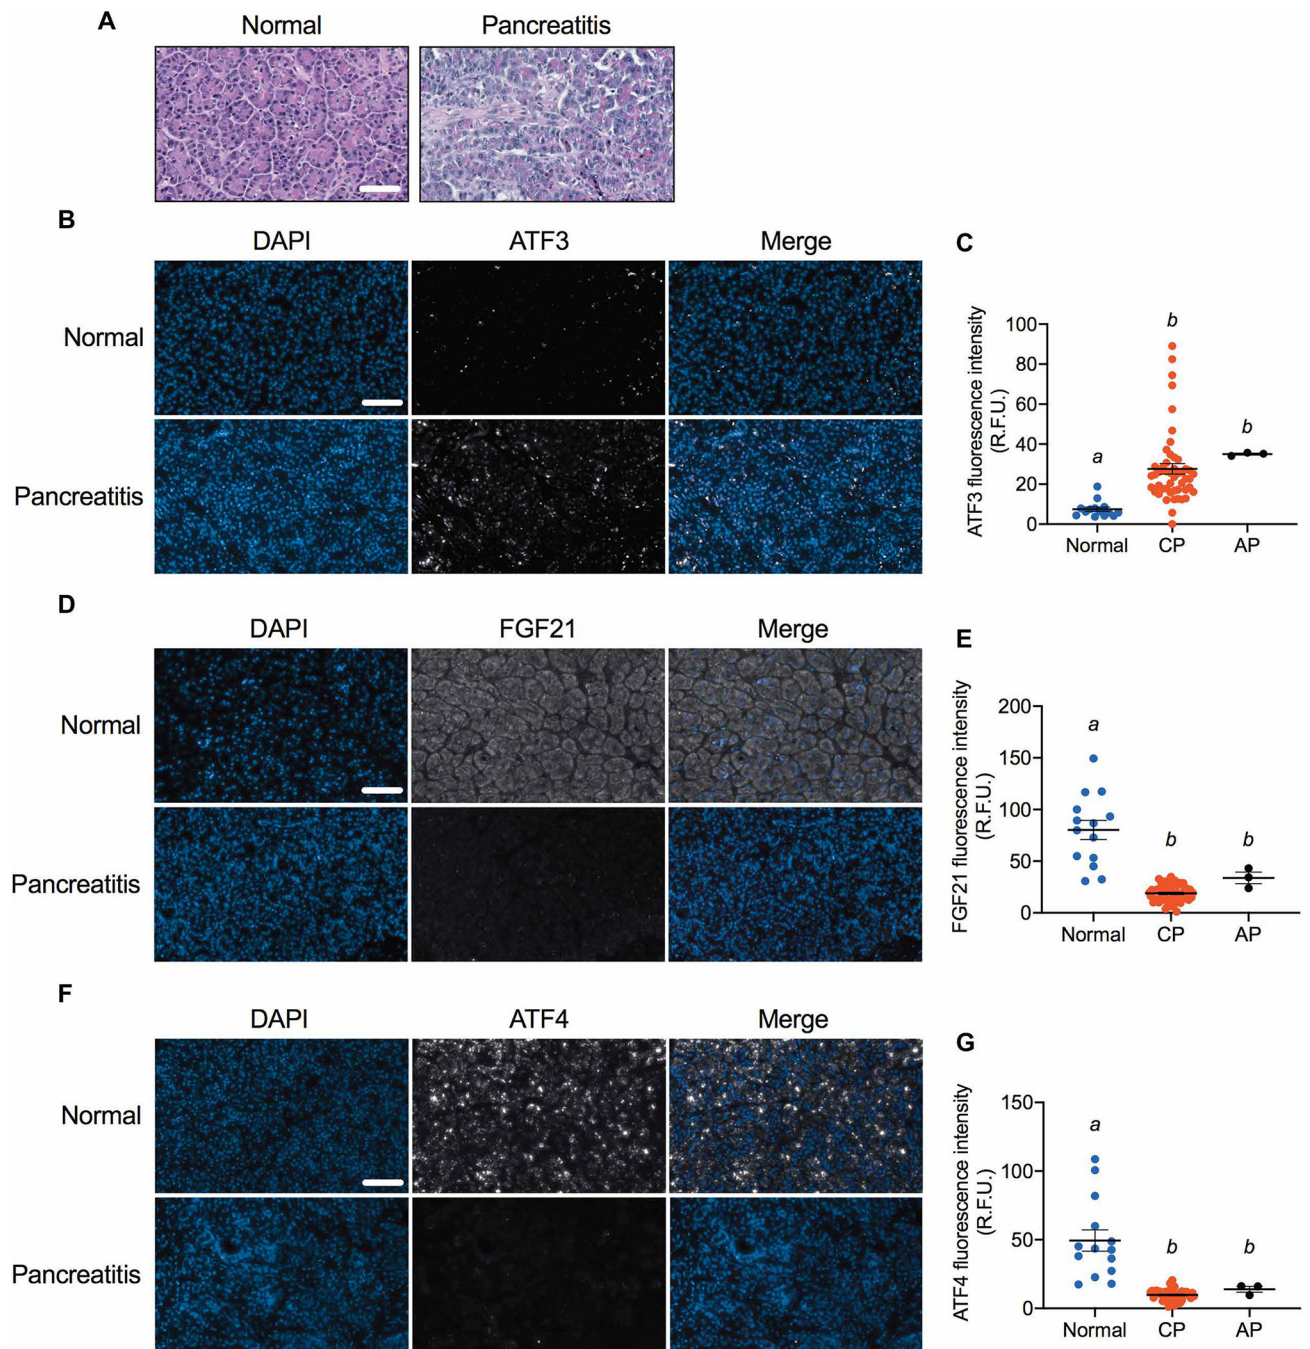 A
Normal Pancreatitis
B
DAPI ATF3 Merge
Normal
Pancreatitis
C
ATF3 fluorescence intensity
(R.F.U.)
100
80
60
40
20
0
a
b
b
Normal CP AP
D
DAPI FGF21 Merge
Normal
Pancreatitis
E
FGF21 fluorescence intensity
(R.F.U.)
200
150
100
50
0
a
b
b
Normal CP AP
F
DAPI ATF4 Merge
Normal
Pancreatitis
G
ATF4 fluorescence intensity
(R.F.U.)
150
100
50
0
a
b
b
Normal CP AP